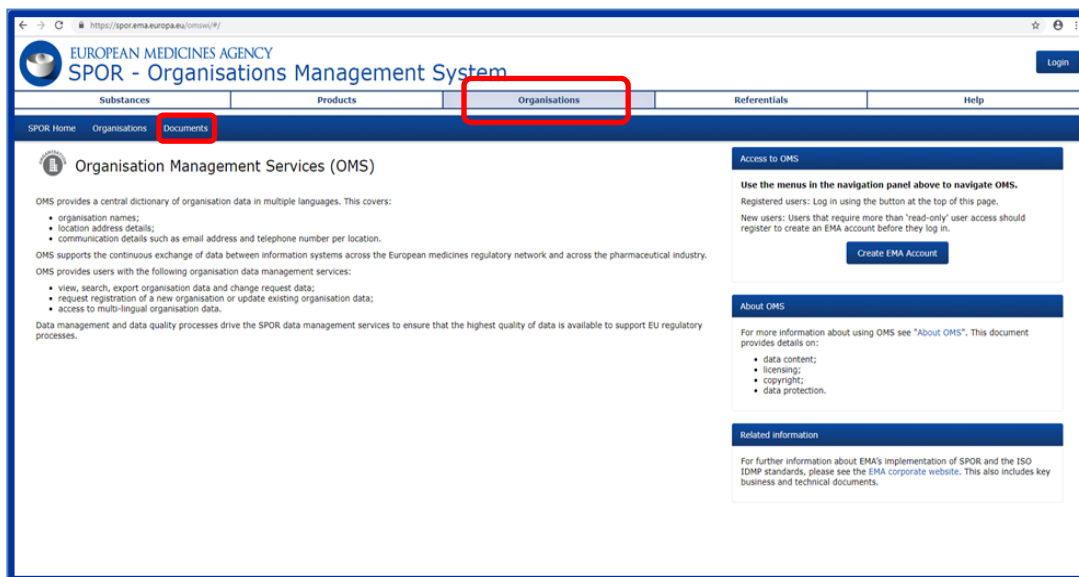 https://spor.ema.europa.eu/omswi/#/
EUROPEAN MEDICINES AGENCY
SPOR - Organisations Management System
Login
Substances
Products
Organisations
Referentials
Help
SPOR Home
Organisations
Documents
Organisation Management Services (OMS)
OMS provides a central dictionary of organisation data in multiple languages. This covers:
• organisation names;
• location address details;
• communication details such as email address and telephone number per location.
OMS supports the continuous exchange of data between information systems across the European medicines regulatory network and across the pharmaceutical industry.
OMS provides users with the following organisation data management services:
• view, search, export organisation data and change request data;
• request registration of a new organisation or update existing organisation data;
• access to multi-lingual organisation data.
Data management and data quality processes drive the SPOR data management services to ensure that the highest quality of data is available to support EU regulatory
processes.
Access to OMS
Use the menus in the navigation panel above to navigate OMS.
Registered users: Log in using the button at the top of this page.
New users: Users that require more than 'read-only' user access should
register to create an EMA account before they log in.
Create EMA Account
About OMS
For more information about using OMS see "About OMS". This document
provides details on:
• data content;
• licensing;
• copyright;
• data protection.
Related information
For further information about EMA's implementation of SPOR and the ISO
IDMP standards, please see the EMA corporate website. This also includes key
business and technical documents.